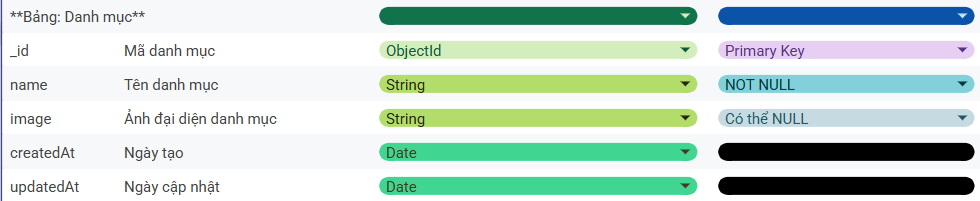 **Bảng: Danh mục**
_id Mã danh mục ObjectId Primary Key
name Tên danh mục String NOT NULL
image Ảnh đại diện danh mục String Có thể NULL
createdAt Ngày tạo Date
updatedAt Ngày cập nhật Date